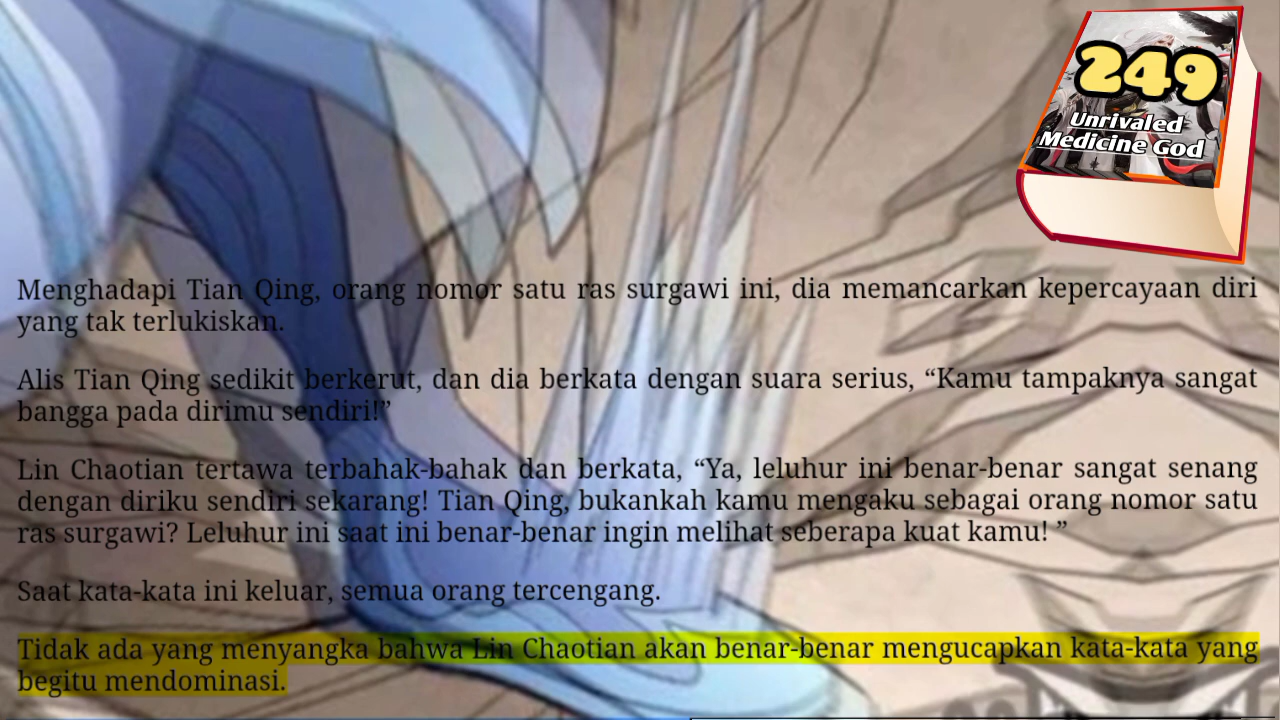 249
Unrivaled
Medicine God
Menghadapi Tian Qing, orang nomor satu ras surgawi ini, dia memancarkan kepercayaan diri
yang tak terlukiskan.
Alis Tian Qing sedikit berkerut, dan dia berkata dengan suara serius, “Kamu tampaknya sangat
bangga pada dirimu sendiri!”
Lin Chaotian tertawa terbahak-bahak dan berkata, “Ya, leluhur ini benar-benar sangat senang
dengan diriku sendiri sekarang! Tian Qing, bukankah kamu mengaku sebagai orang nomor satu
ras surgawi? Leluhur ini saat ini benar-benar ingin melihat seberapa kuat kamu! ”
Saat kata-kata ini keluar, semua orang tercengang.
Tidak ada yang menyangka bahwa Lin Chaotian akan benar-benar mengucapkan kata-kata yang
begitu mendominasi.